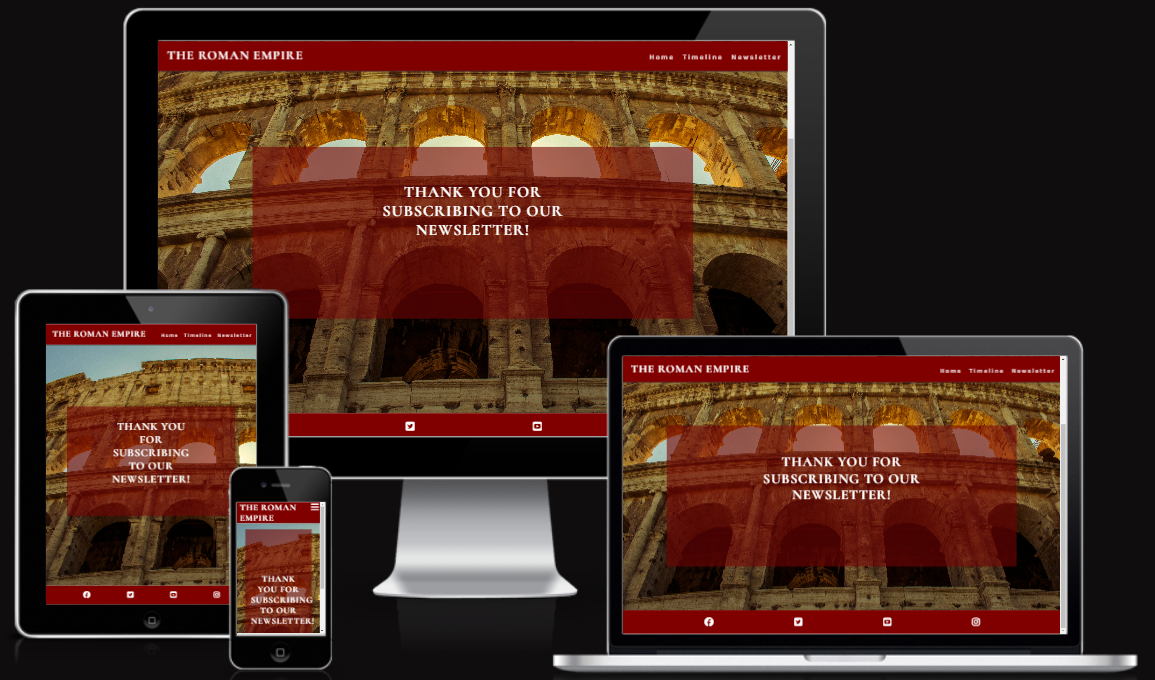 THE ROMAN EMPIRE
Home Timeline Newsletter
THANK YOU FOR
SUBSCRIBING TO OUR
NEWSLETTER!
THE ROMAN EMPIRE
Home Timeline Newsletter
THANK YOU
FOR
SUBSCRIBING
TO OUR
NEWSLETTER!
THE ROMAN
EMPIRE
THANK
YOU FOR
SUBSCRIBING
TO OUR
NEWSLETTER!
THE ROMAN EMPIRE
Home Timeline Newsletter
THANK YOU FOR
SUBSCRIBING TO OUR
NEWSLETTER!